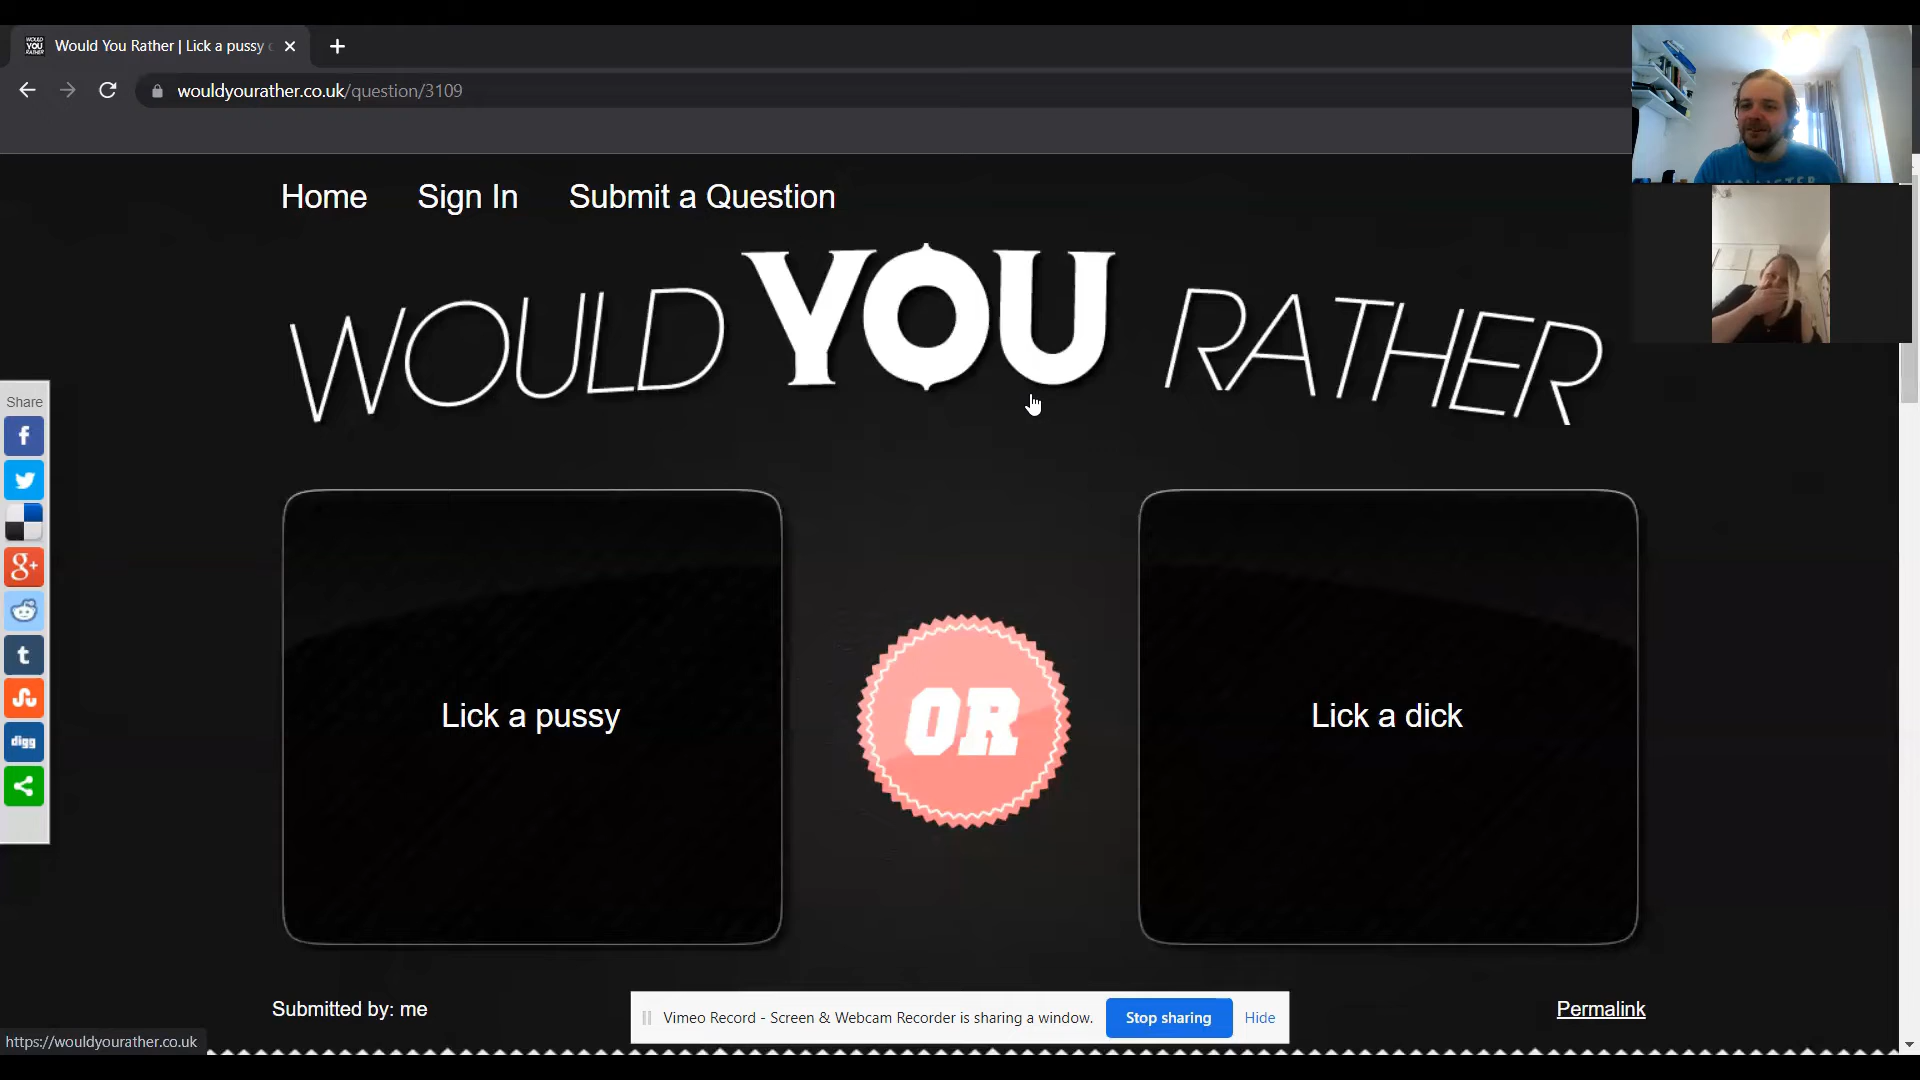 Would You Rather | Lick a pussy
wouldyourather.co.uk/question/3109
Home Sign In Submit a Question
WOULD YOU RATHER
Share
Lick a pussy
OR
Lick a dick
digg
Submitted by: me
Permalink
Vimeo Record - Screen & Webcam Recorder is sharing a window.
Stop sharing
Hide
https://wouldyourather.co.uk